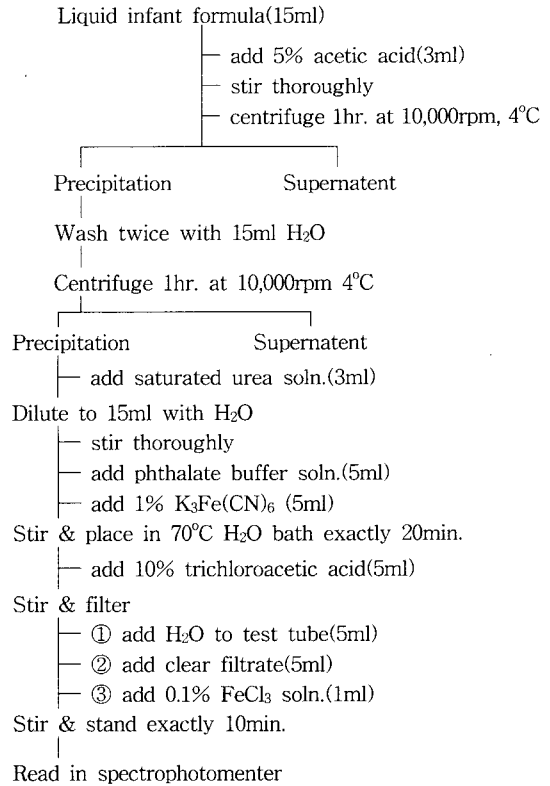 Liquid infant formula(15ml)
add 5% acetic acid(3ml)
stir thoroughly
centrifuge 1hr. at 10,000rpm, 4°C
Precipitation Supernatent
Wash twice with 15ml H₂O
Centrifuge 1hr. at 10,000rpm 4°C
Precipitation Supernatent
add saturated urea soln.(3ml)
Dilute to 15ml with H₂O
stir thoroughly
add phthalate buffer soln.(5ml)
add 1% K₃Fe(CN)₆ (5ml)
Stir & place in 70°C H₂O bath exactly 20min.
add 10% trichloroacetic acid(5ml)
Stir & filter
① add H₂O to test tube(5ml)
② add clear filtrate(5ml)
③ add 0.1% FeCl₃ soln.(1ml)
Stir & stand exactly 10min.
Read in spectrophotomenter